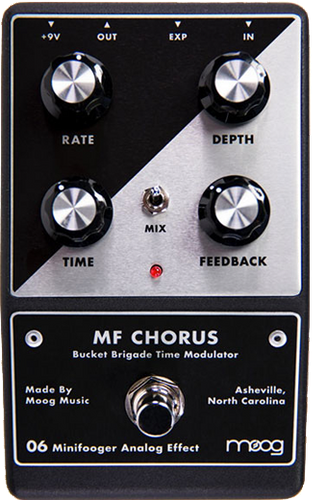 +9V OUT EXP IN
RATE DEPTH
MIX
TIME FEEDBACK
MF CHORUS
Bucket Brigade Time Modulator
Made By Asheville,
Moog Music North Carolina
06 Minifooger Analog Effect moog